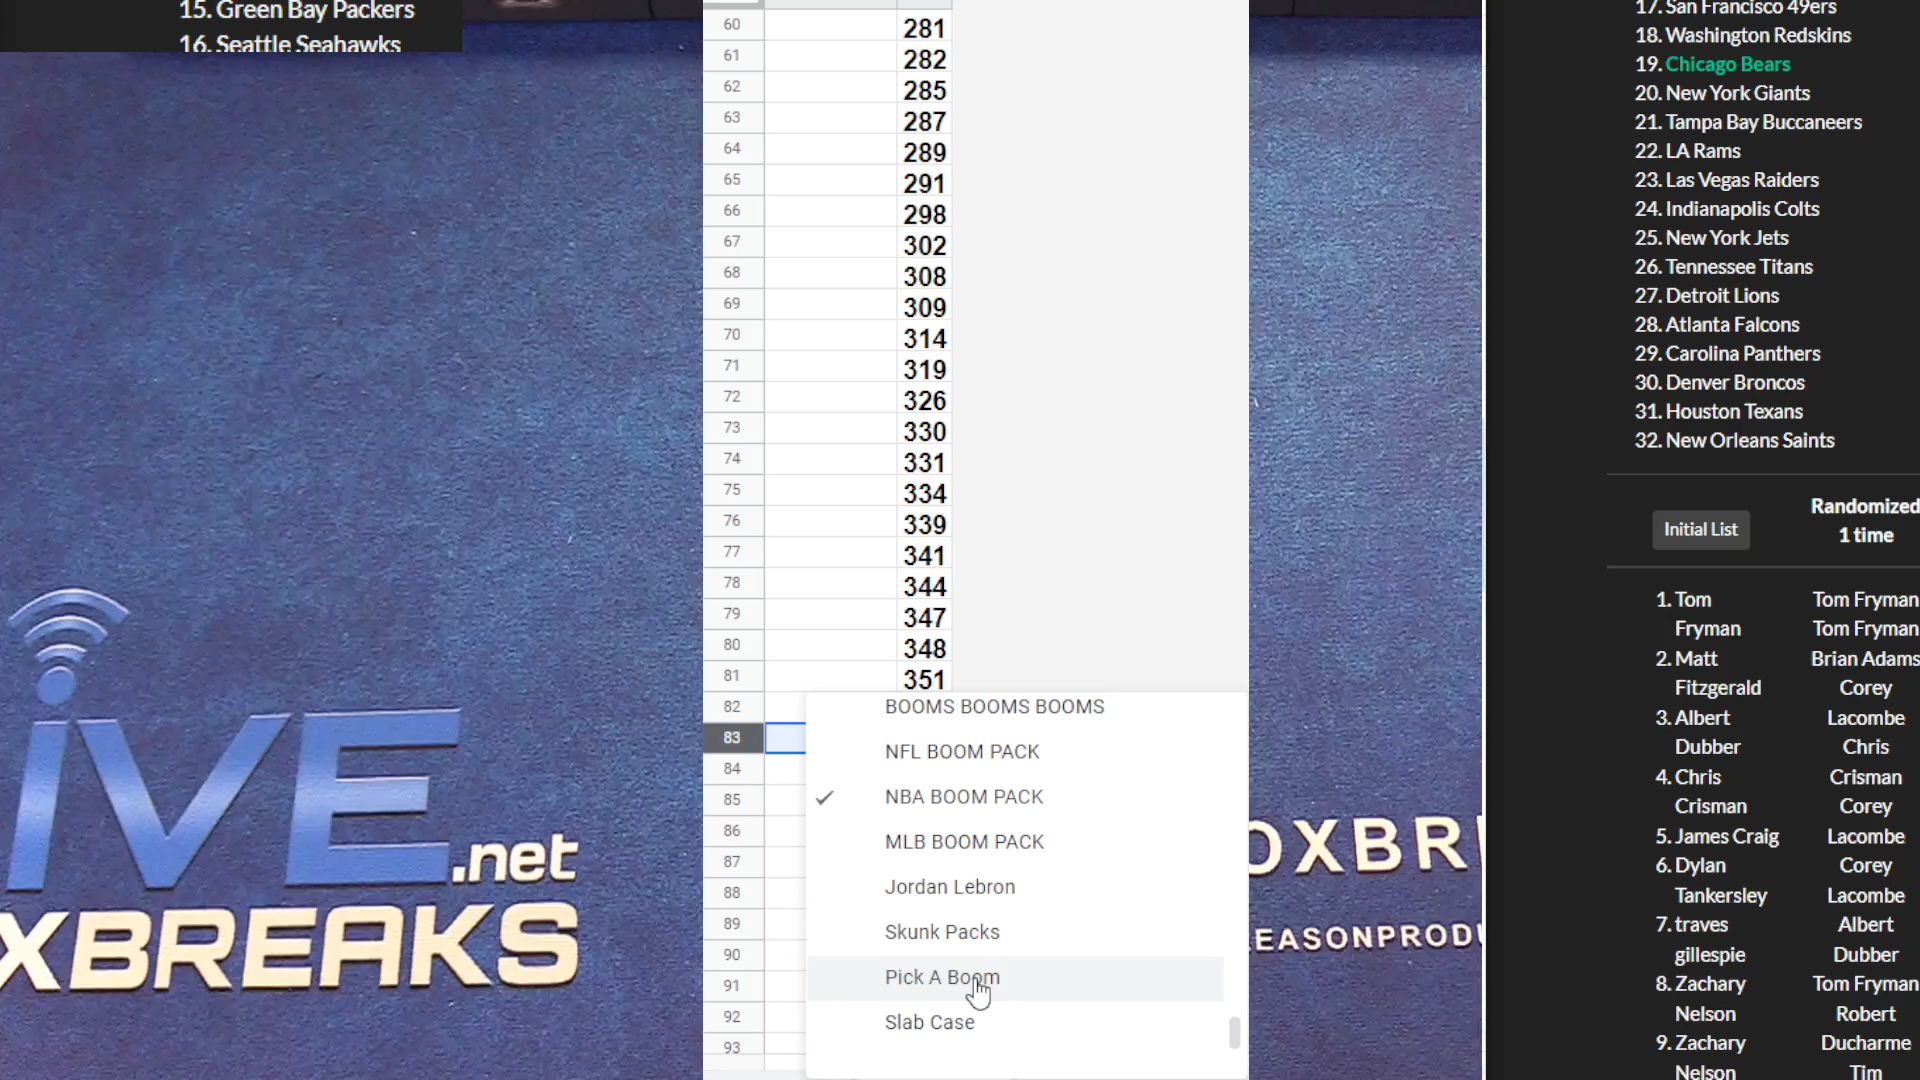 15. Green Bay Packers
16. Seattle Seahawks
iVE
.net
XBREAKS
60 281
61 282
62 285
63 287
64 289
65 291
66 298
67 302
68 308
69 309
70 314
71 319
72 326
73 330
74 331
75 334
76 339
77 341
78 344
79 347
80 348
81 351
82
83
84
85
86
87
88
89
90
91
92
93
BOOMS BOOMS BOOMS
NFL BOOM PACK
NBA BOOM PACK
MLB BOOM PACK
Jordan Lebron
Skunk Packs
Pick A Boom
Slab Case
OXBR
EASONPROD
17. San Francisco 49ers
18. Washington Redskins
19. Chicago Bears
20. New York Giants
21. Tampa Bay Buccaneers
22. LA Rams
23. Las Vegas Raiders
24. Indianapolis Colts
25. New York Jets
26. Tennessee Titans
27. Detroit Lions
28. Atlanta Falcons
29. Carolina Panthers
30. Denver Broncos
31. Houston Texans
32. New Orleans Saints
Initial List
Randomized
1 time
1. Tom
Fryman
2. Matt
Fitzgerald
3. Albert
Dubber
4. Chris
Crisman
5. James Craig
6. Dylan
Tankersley
7. traves
gillespie
8. Zachary
Nelson
9. Zachary
Nelson
Tom Fryman
Tom Fryman
Brian Adams
Corey
Lacombe
Chris
Crisman
Corey
Lacombe
Corey
Lacombe
Albert
Dubber
Tom Fryman
Robert
Ducharme
Tim